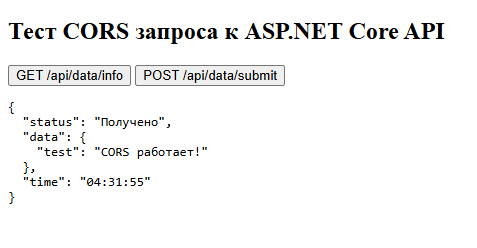 Тест CORS запроса к ASP.NET Core API
GET /api/data/info POST /api/data/submit
{
  "status": "Получено",
  "data": {
    "test": "CORS работает!"
  },
  "time": "04:31:55"
}